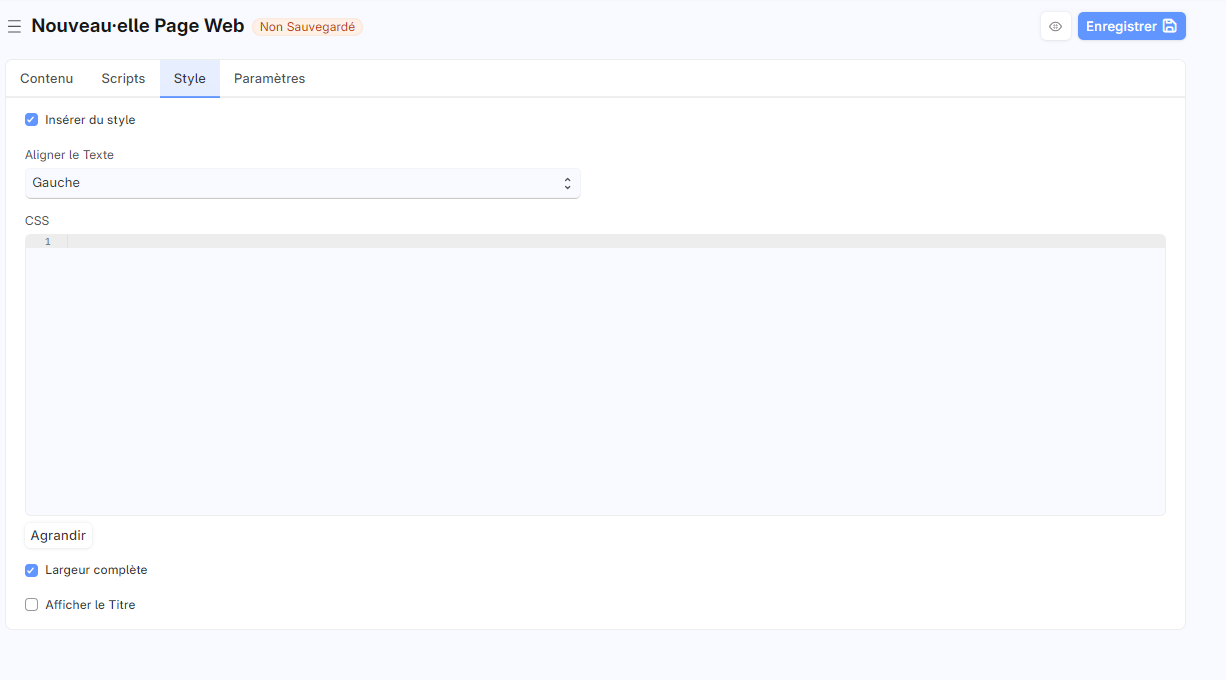 Nouveau·elle Page Web Non Sauvegardé Enregistrer
Contenu Scripts Style Paramètres
Insérer du style
Aligner le Texte
Gauche
CSS
1
Agrandir
Largeur complète
Afficher le Titre